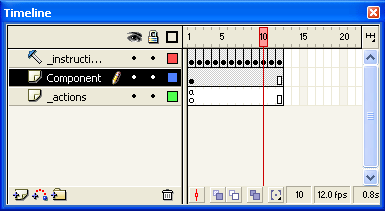 Timeline
1 5 10 15 20
_instructi...
Component
_actions
a
10 12.0 fps 0.8s